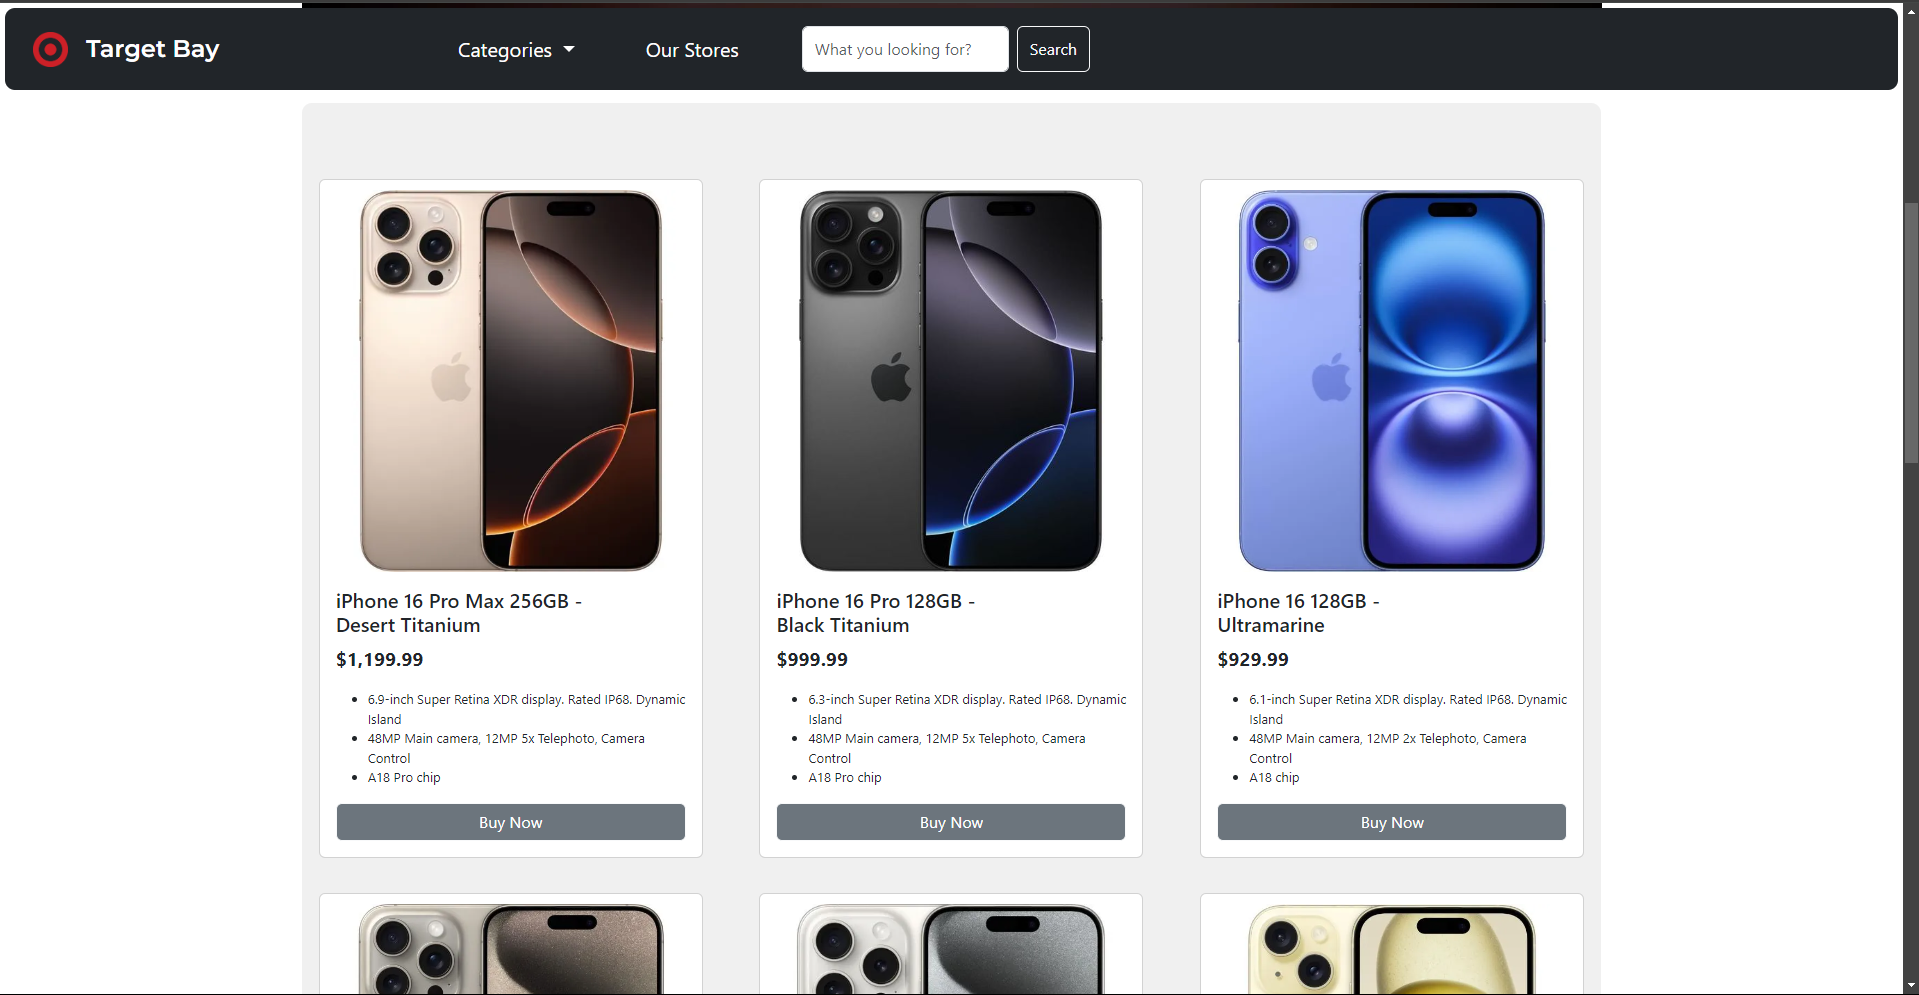 Target Bay
Categories
Our Stores
What you looking for?
Search
iPhone 16 Pro Max 256GB -
Desert Titanium
$1,199.99
6.9-inch Super Retina XDR display. Rated IP68. Dynamic
Island
48MP Main camera, 12MP 5x Telephoto, Camera
Control
A18 Pro chip
Buy Now
iPhone 16 Pro 128GB -
Black Titanium
$999.99
6.3-inch Super Retina XDR display. Rated IP68. Dynamic
Island
48MP Main camera, 12MP 5x Telephoto, Camera
Control
A18 Pro chip
Buy Now
iPhone 16 128GB -
Ultramarine
$929.99
6.1-inch Super Retina XDR display. Rated IP68. Dynamic
Island
48MP Main camera, 12MP 2x Telephoto, Camera
Control
A18 chip
Buy Now